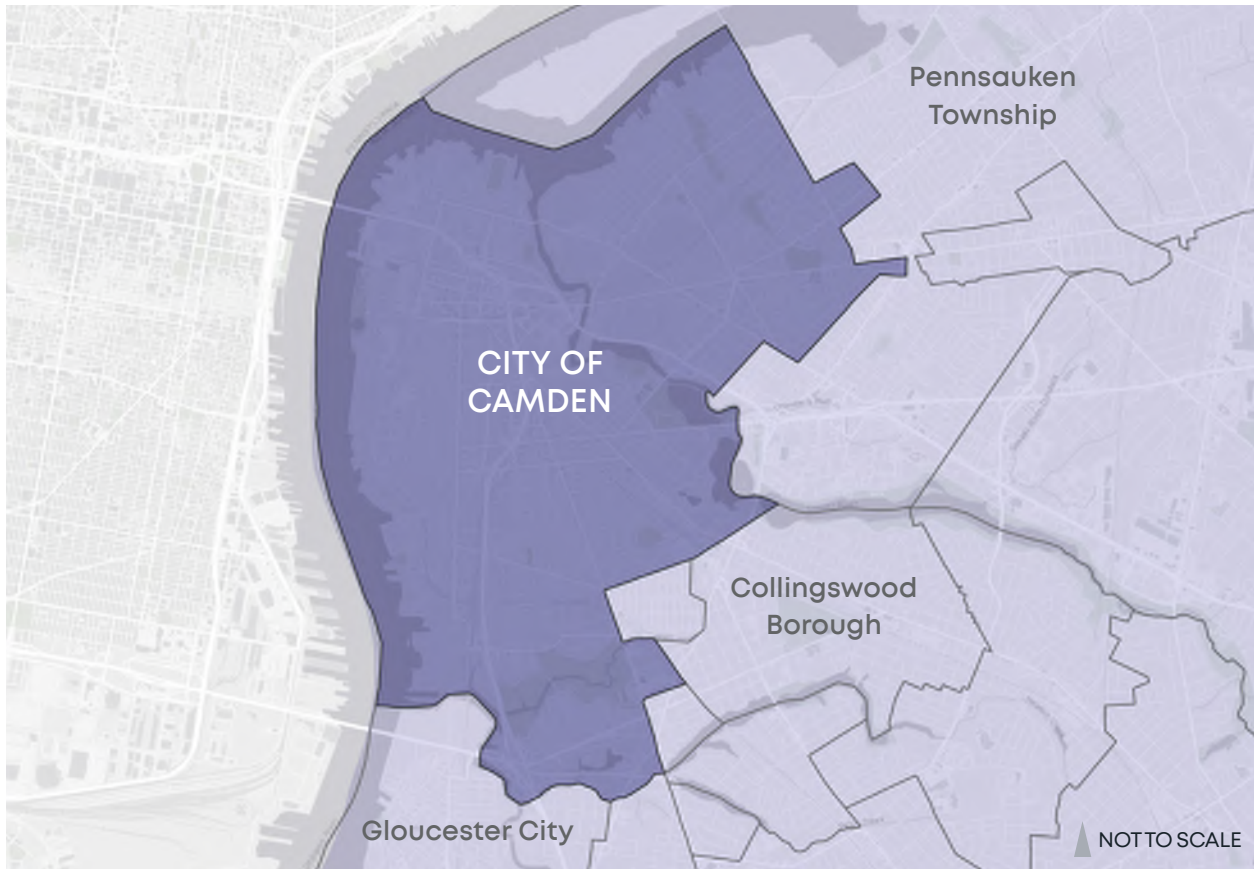 Pennsauken
Township
CITY OF
CAMDEN
Collingswood
Borough
Gloucester City
NOT TO SCALE